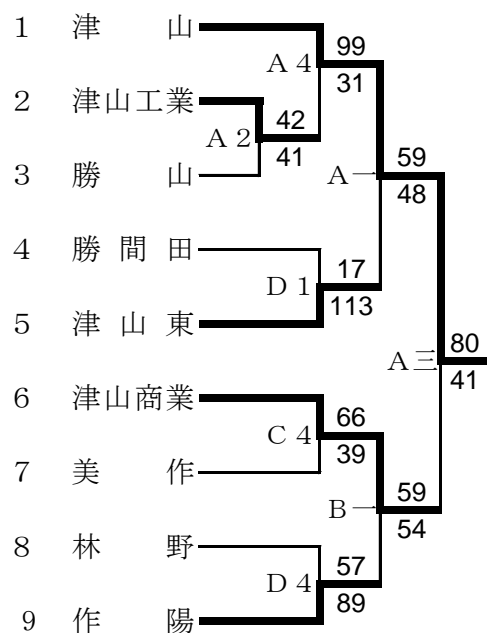 1 津山
99
A 4
31
2 津山工業
42
A 2
41
59
3 勝山
A一
48
4 勝間田
17
D 1
113
5 津山東
80
A三
41
6 津山商業
66
C 4
39
7 美作
59
B一
54
8 林野
57
D 4
89
9 作陽